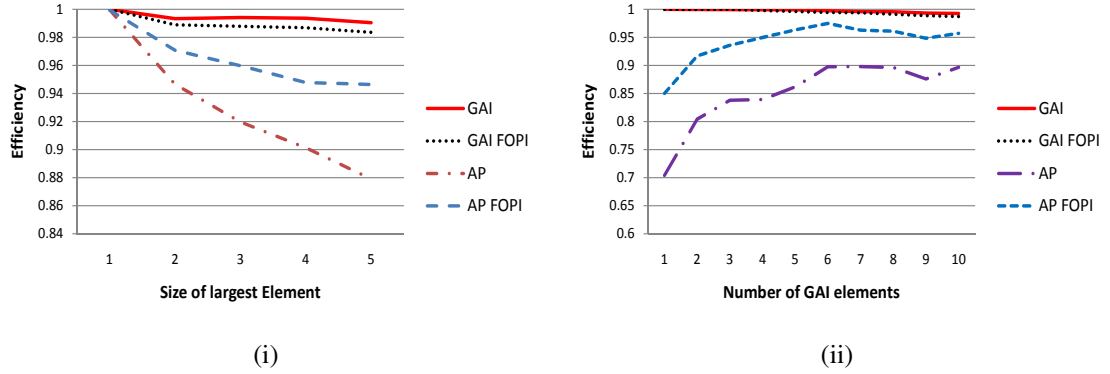 1
0.98
0.96
0.94
0.92
0.9
0.88
0.86
0.84
Efficiency
1 2 3 4 5
Size of largest Element
GAI
GAI FOPI
AP
AP FOPI
(i)
1
0.95
0.9
0.85
0.8
0.75
0.7
0.65
0.6
Efficiency
1 2 3 4 5 6 7 8 9 10
Number of GAI elements
GAI
GAI FOPI
AP
AP FOPI
(ii)